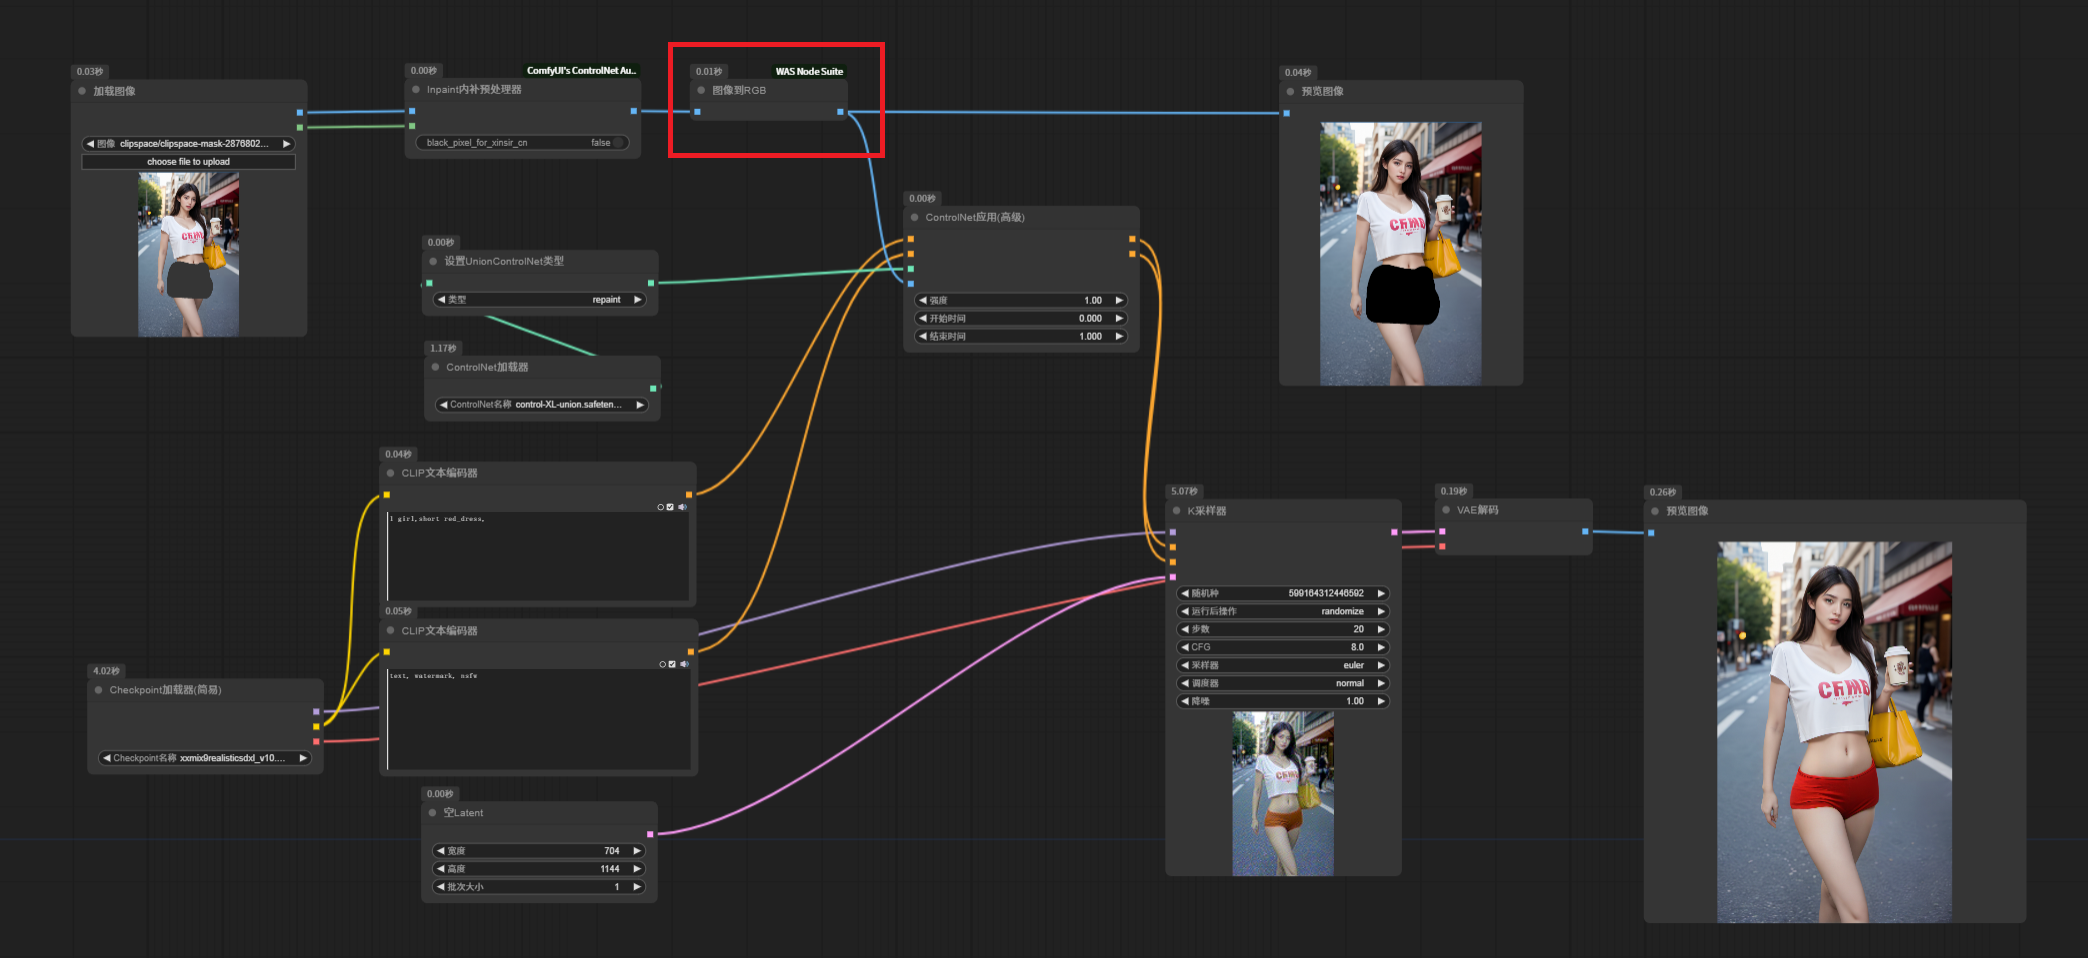 0.03秒
加载图像
图像 clipspace/clipspace-mask-2876802...
choose file to upload
0.00秒
ComfyUI's ControlNet Au..
Inpaint内补预处理器
black_pixel_for_xinsir_cn false
0.01秒
WAS Node Suite
图像到RGB
0.04秒
预览图像
0.00秒
设置UnionControlNet类型
类型 repaint
1.17秒
ControlNet加载器
ControlNet名称 control-XL-union.safeten...
0.00秒
ControlNet应用(高级)
强度 1.00
开始时间 0.000
结束时间 1.000
0.04秒
CLIP文本编码器
1 girl,short red_dress,
0.05秒
CLIP文本编码器
text, watermark, nsfw
4.02秒
Checkpoint加载器(简易)
Checkpoint名称 xxmix9realisticsdxl_v10....
0.00秒
空Latent
宽度 704
高度 1144
批次大小 1
5.07秒
K采样器
随机种 599164312446592
运行后操作 randomize
步数 20
CFG 8.0
采样器 euler
调度器 normal
降噪 1.00
0.19秒
VAE解码
0.26秒
预览图像